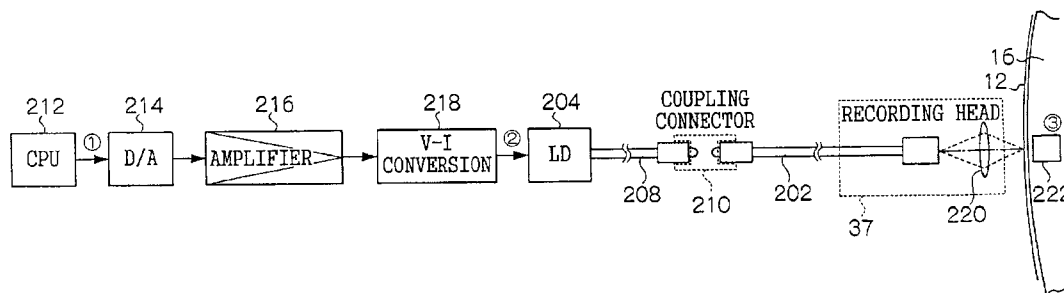 16
12
212
214
216
218
204
COUPLING
CONNECTOR
RECORDING HEAD
①
②
③
CPU
D/A
AMPLIFIER
V-I
CONVERSION
LD
208
210
202
220
222
37